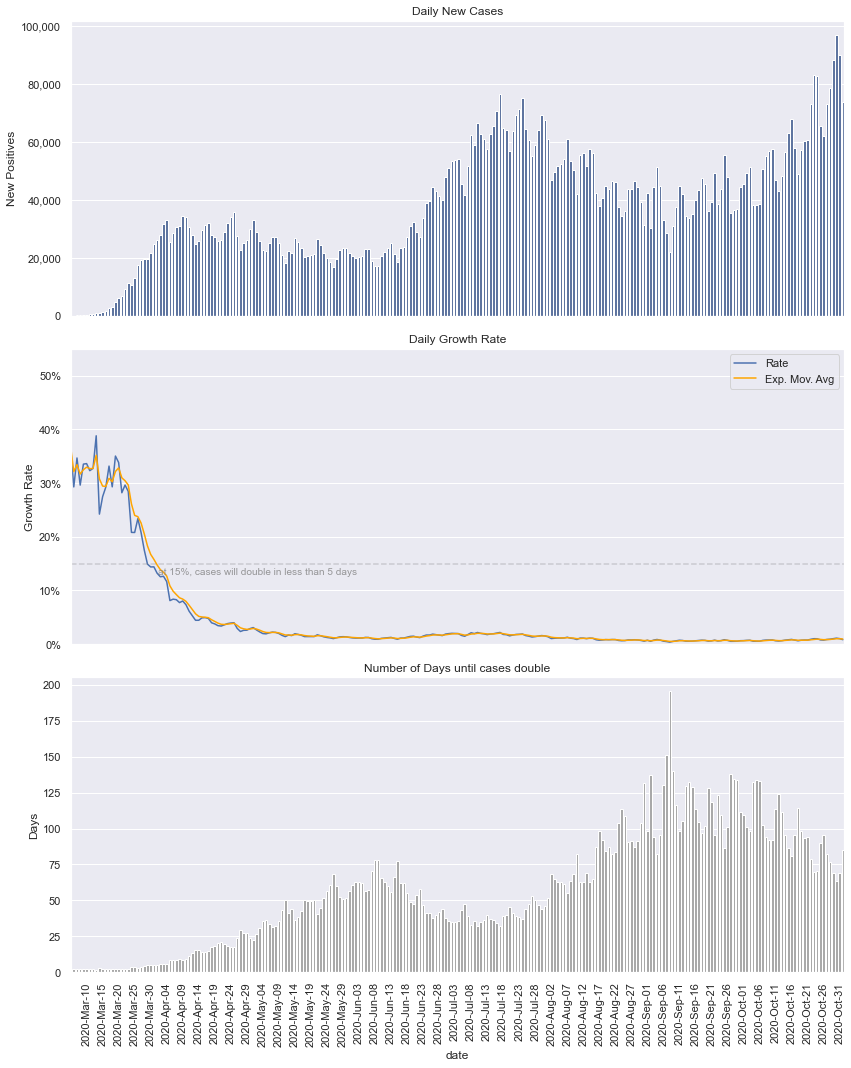 Daily New Cases
100,000
80,000
60,000
40,000
20,000
0
New Positives
Daily Growth Rate
Rate
Exp. Mov. Avg
50%
40%
30%
20%
10%
0%
Growth Rate
at 15%, cases will double in less than 5 days
Number of Days until cases double
200
175
150
125
100
75
50
25
0
Days
2020-Mar-10
2020-Mar-15
2020-Mar-20
2020-Mar-25
2020-Mar-30
2020-Apr-04
2020-Apr-09
2020-Apr-14
2020-Apr-19
2020-Apr-24
2020-Apr-29
2020-May-04
2020-May-09
2020-May-14
2020-May-19
2020-May-24
2020-May-29
2020-Jun-03
2020-Jun-08
2020-Jun-13
2020-Jun-18
2020-Jun-23
2020-Jun-28
2020-Jul-03
2020-Jul-08
2020-Jul-13
2020-Jul-18
2020-Jul-23
2020-Jul-28
2020-Aug-02
2020-Aug-07
2020-Aug-12
2020-Aug-17
2020-Aug-22
2020-Aug-27
2020-Sep-01
2020-Sep-06
2020-Sep-11
2020-Sep-16
2020-Sep-21
2020-Sep-26
2020-Oct-01
2020-Oct-06
2020-Oct-11
2020-Oct-16
2020-Oct-21
2020-Oct-26
2020-Oct-31
date